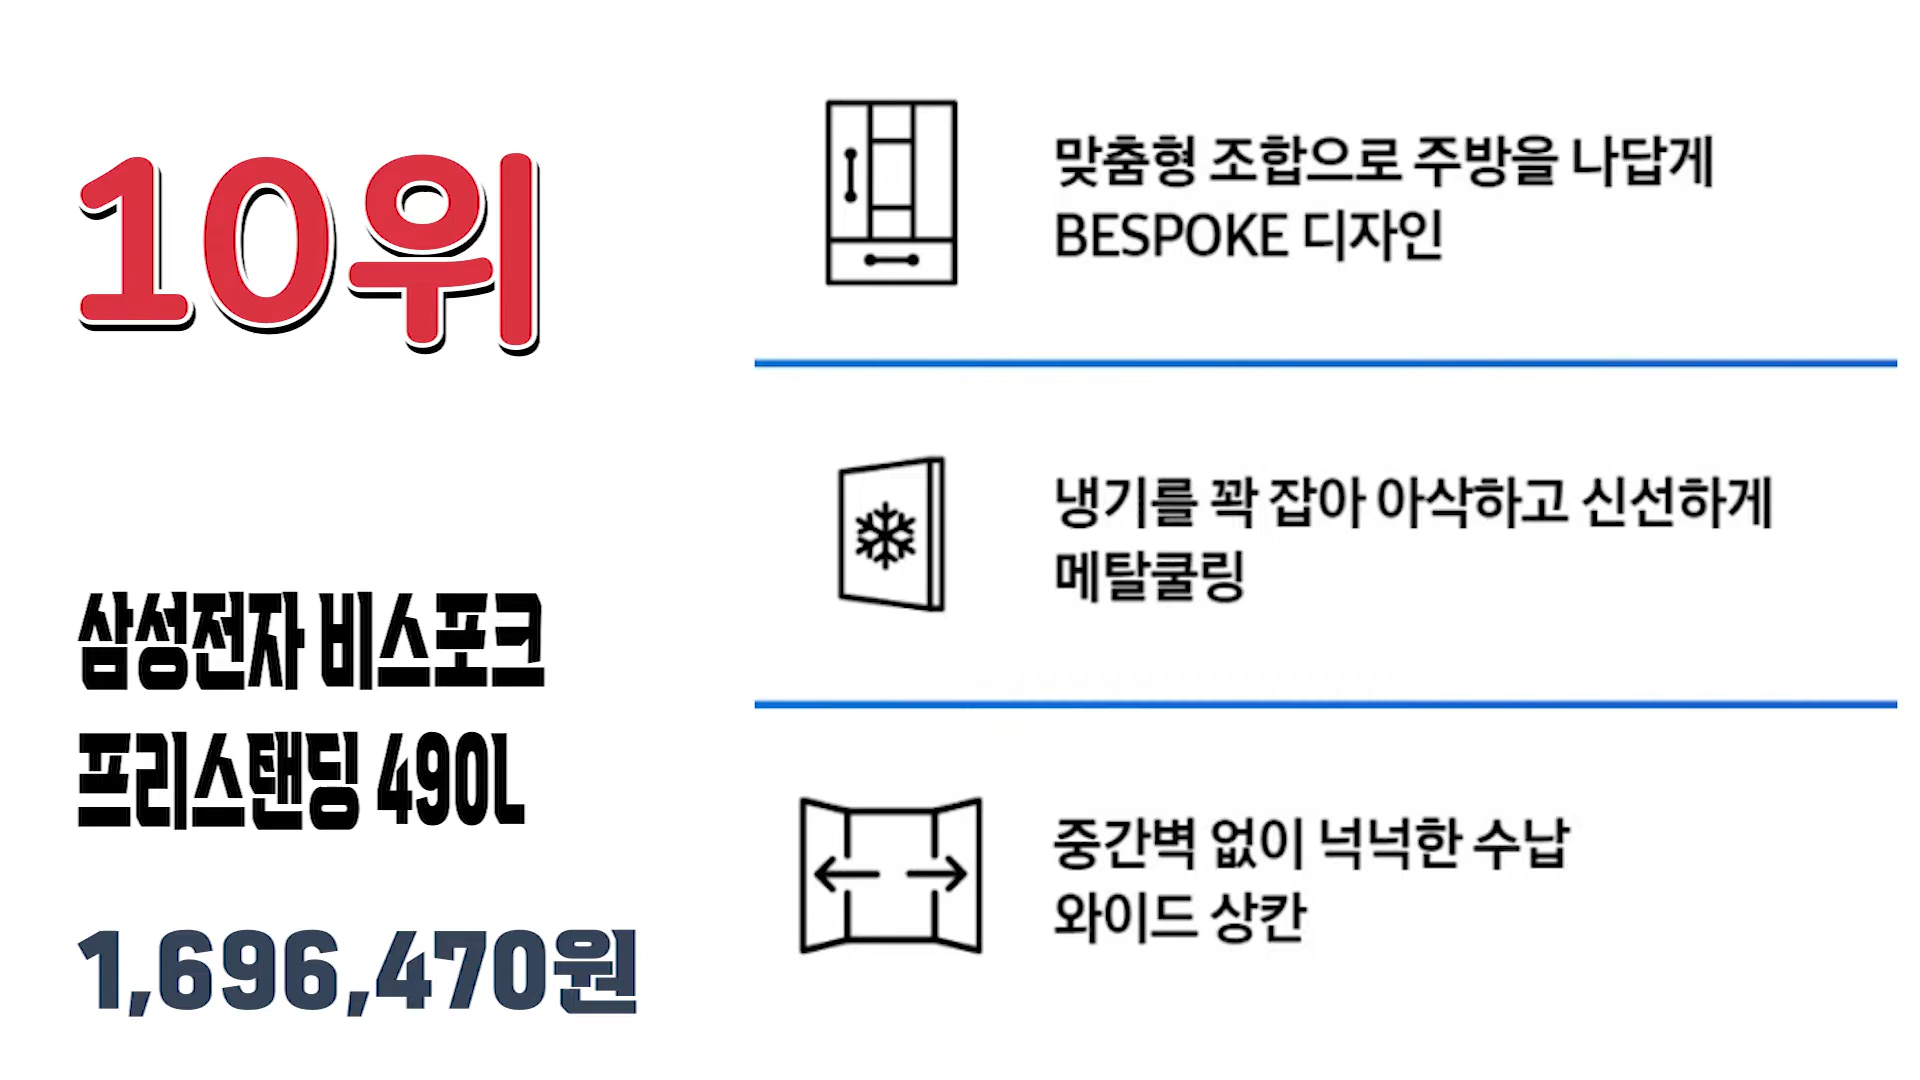 10위
삼성전자 비스포크
프리스탠딩 490L
1,696,470원
맞춤형 조합으로 주방을 나답게
BESPOKE 디자인
냉기를 꽉 잡아 아삭하고 신선하게
메탈쿨링
중간벽 없이 넉넉한 수납
와이드 상칸